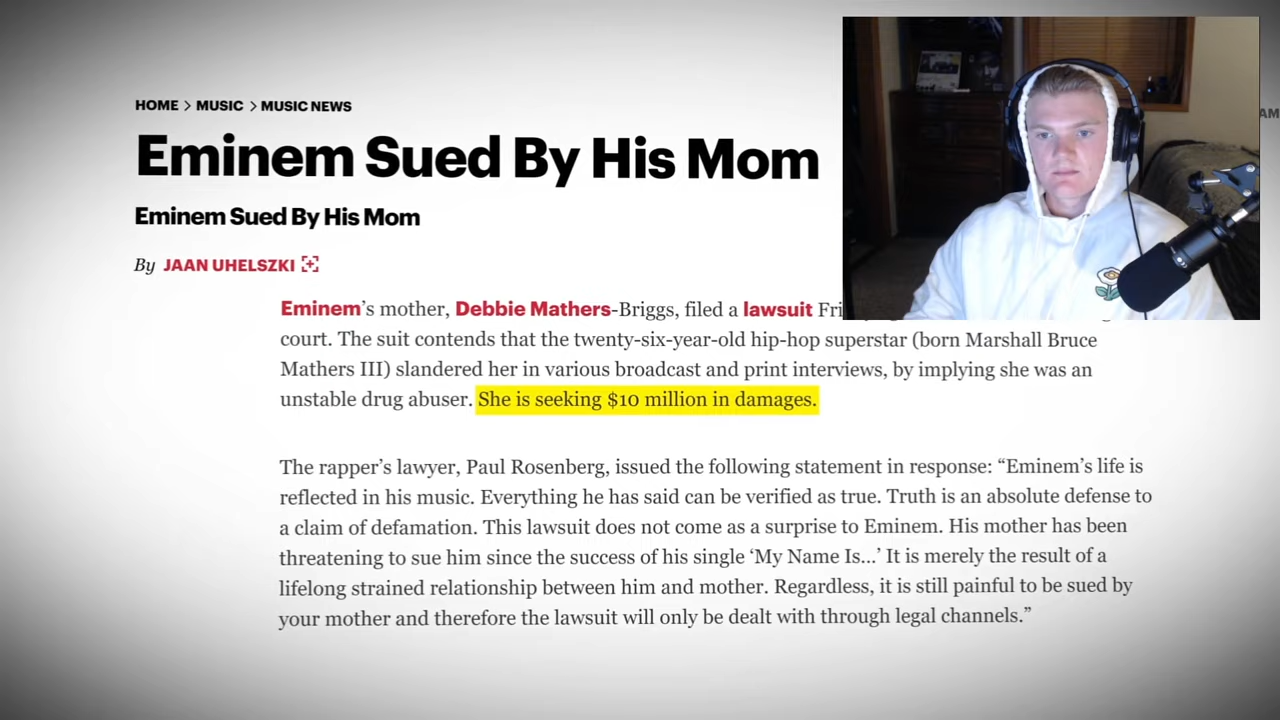 HOME > MUSIC > MUSIC NEWS
Eminem Sued By His Mom
Eminem Sued By His Mom
By JAAN UHELSZKI
AM
Eminem’s mother, Debbie Mathers-Briggs, filed a lawsuit Fri
court. The suit contends that the twenty-six-year-old hip-hop superstar (born Marshall Bruce
Mathers III) slandered her in various broadcast and print interviews, by implying she was an
unstable drug abuser. She is seeking $10 million in damages.
The rapper’s lawyer, Paul Rosenberg, issued the following statement in response: “Eminem’s life is
reflected in his music. Everything he has said can be verified as true. Truth is an absolute defense to
a claim of defamation. This lawsuit does not come as a surprise to Eminem. His mother has been
threatening to sue him since the success of his single ‘My Name Is…’ It is merely the result of a
lifelong strained relationship between him and mother. Regardless, it is still painful to be sued by
your mother and therefore the lawsuit will only be dealt with through legal channels.”